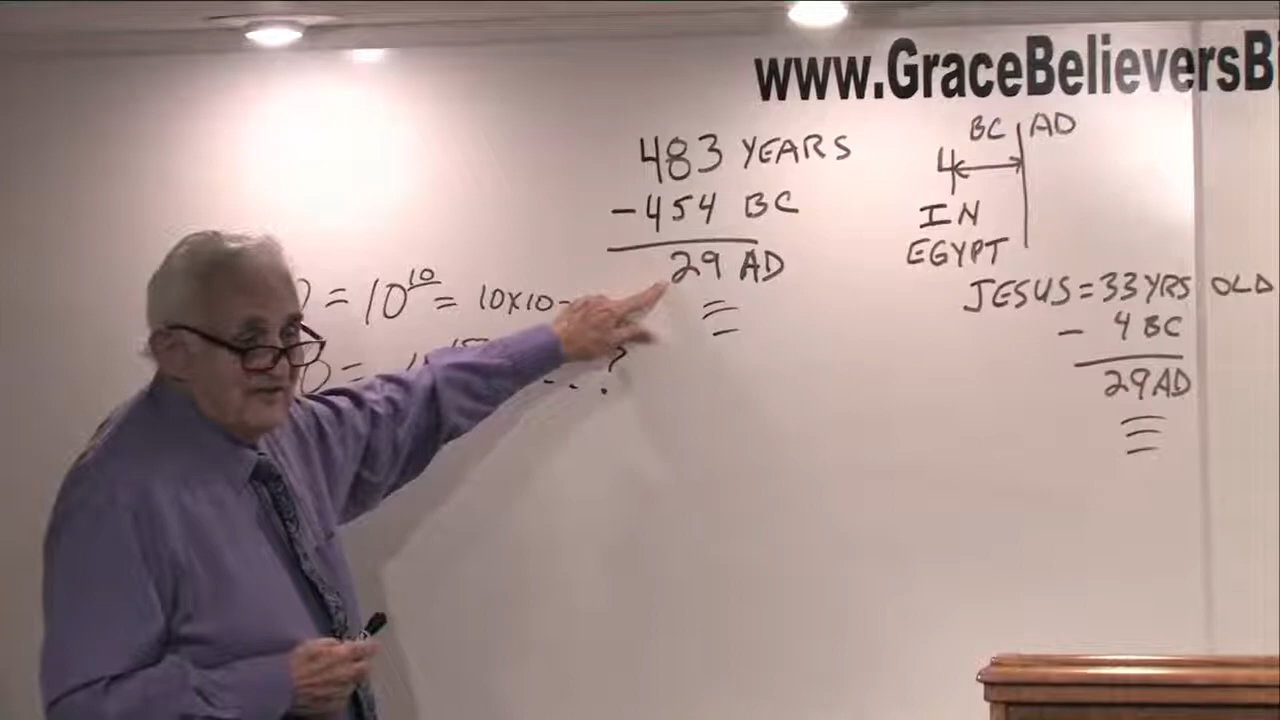 www.GraceBelieversBi
483 YEARS
-454 BC
29 AD
= 10^10 = 10X10-
8 =
- - . ?
BC | AD
4
IN
EGYPT
JESUS = 33 YRS OLD
- 4 BC
29 AD